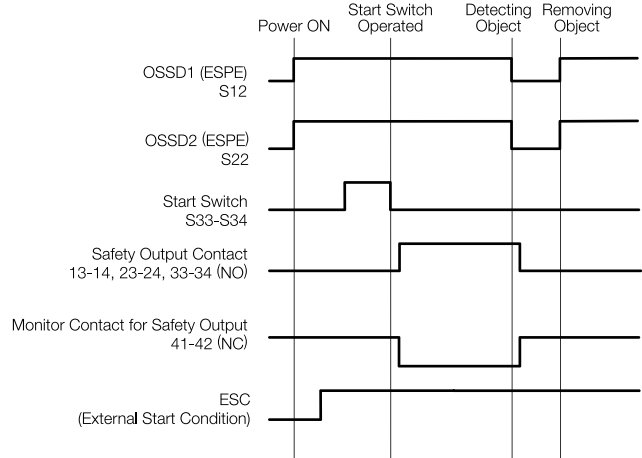 Power ON
Start Switch
Operated
Detecting
Object
Removing
Object
OSSD1 (ESPE)
S12
OSSD2 (ESPE)
S22
Start Switch
S33-S34
Safety Output Contact
13-14, 23-24, 33-34 (NO)
Monitor Contact for Safety Output
41-42 (NC)
ESC
(External Start Condition)